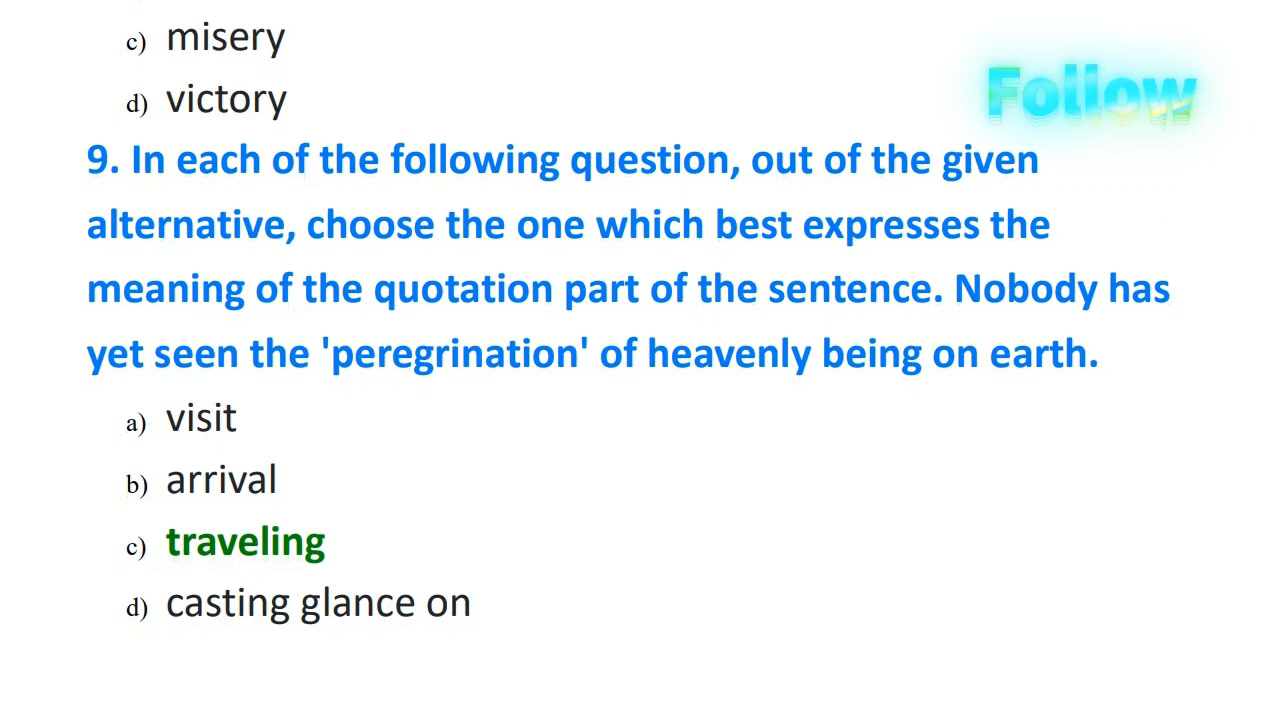 c) misery
d) victory
Follow
9. In each of the following question, out of the given
alternative, choose the one which best expresses the
meaning of the quotation part of the sentence. Nobody has
yet seen the 'peregrination' of heavenly being on earth.
a) visit
b) arrival
c) traveling
d) casting glance on